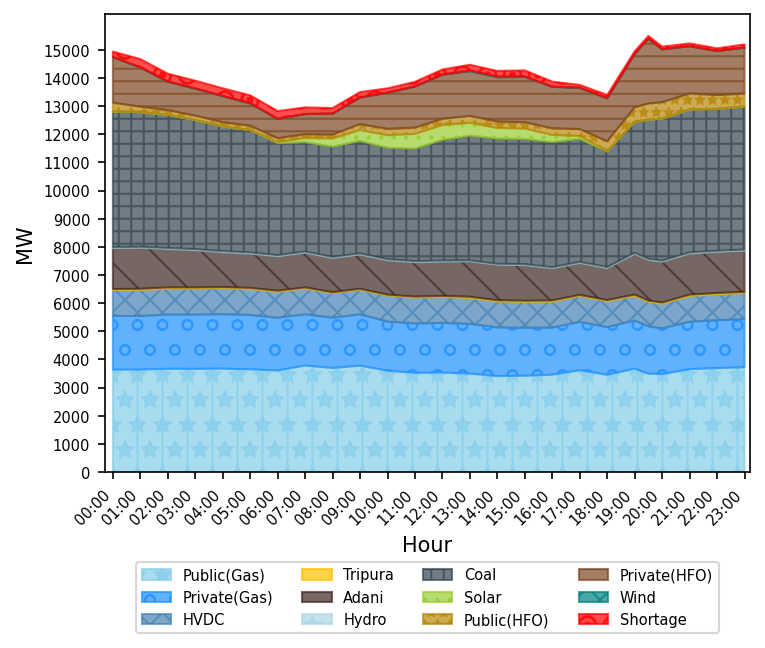 15000
14000
13000
12000
11000
10000
9000
8000
7000
6000
5000
4000
3000
2000
1000
0
MW
00:00 01:00 02:00 03:00 04:00 05:00 06:00 07:00 08:00 09:00 10:00 11:00 12:00 13:00 14:00 15:00 16:00 17:00 18:00 19:00 20:00 21:00 22:00 23:00
Hour
Public(Gas) Tripura Coal Private(HFO)
Private(Gas) Adani Solar Wind
HVDC Hydro Public(HFO) Shortage